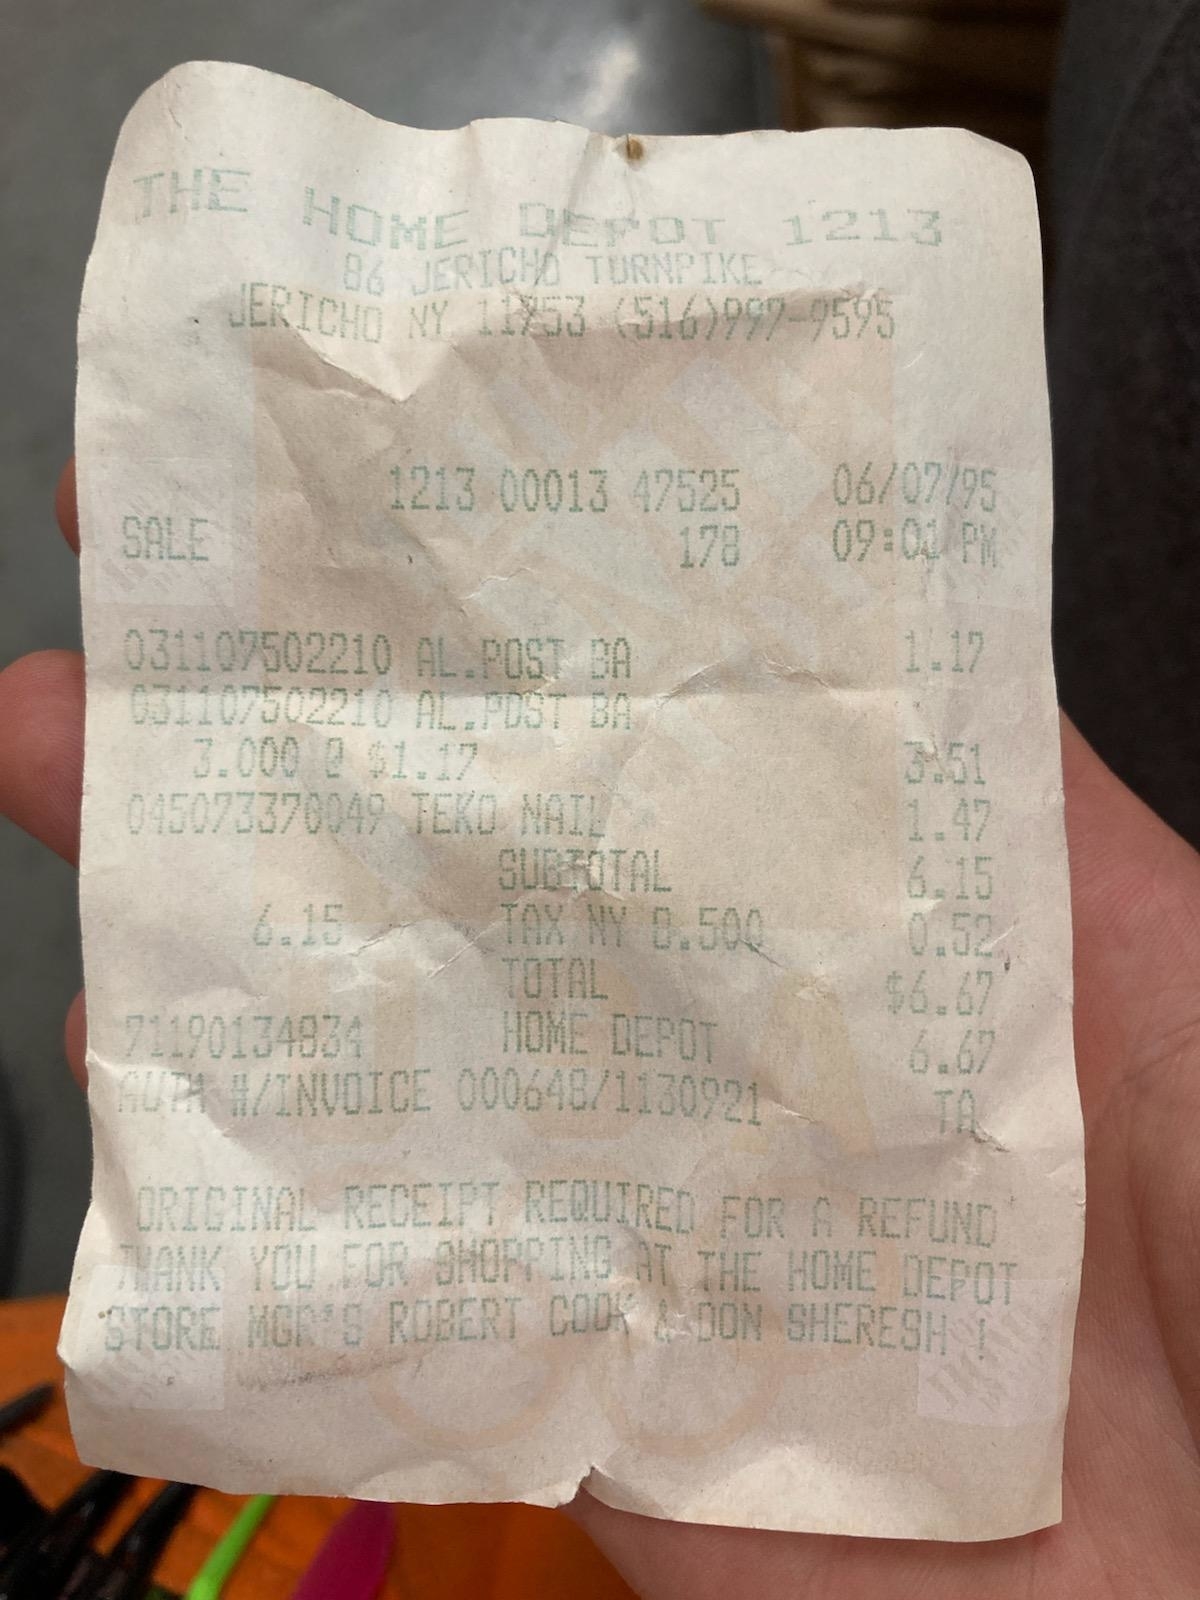 THE HOME DEPOT 1213
86 JERICHO TURNPIKE
JERICHO NY 11753 (516)997-9595
1213 00013 47525 06/07/95
SALE 178 09:01 PM
031107502210 AL.POST BA 1.17
031107502210 AL.POST BA
3.000 @ $1.17 3.51
045073370049 TEKO NAIL 1.47
SUBTOTAL 6.15
6.15 TAX NY 8.500 0.52
TOTAL $6.67
71190134834 HOME DEPOT 6.67
AUTH #/INVOICE 000648/1130921 TA
ORIGINAL RECEIPT REQUIRED FOR A REFUND
THANK YOU FOR SHOPPING AT THE HOME DEPOT
STORE MGR'S ROBERT COOK & DON SHERESH !